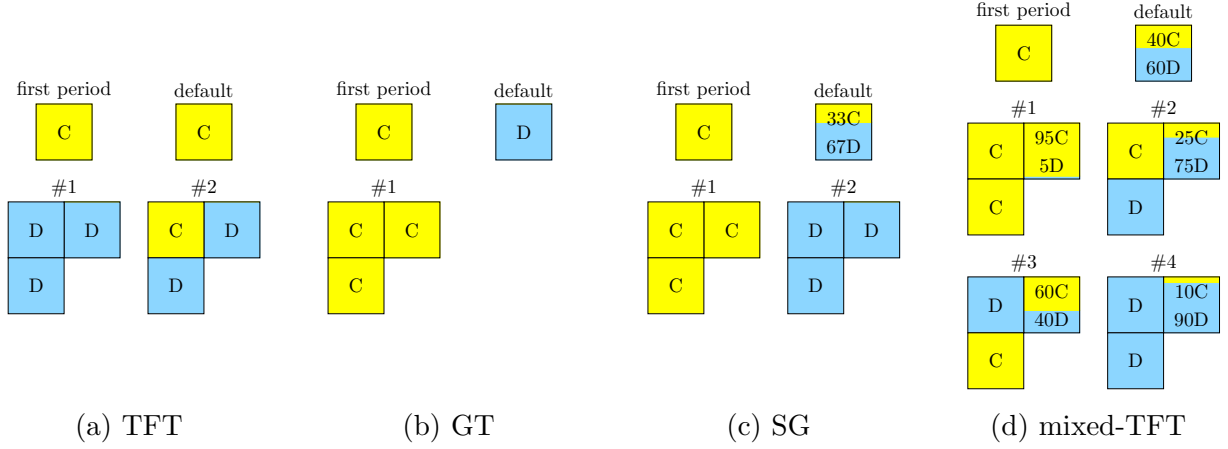 first period
default
C
C
#1
#2
D
D
D
C
D
D
(a) TFT
first period
default
C
D
#1
C
C
C
(b) GT
first period
default
C
33C
67D
#1
#2
C
C
C
D
D
D
(c) SG
first period
default
C
40C
60D
#1
#2
C
95C
5D
C
C
25C
75D
D
#3
#4
D
60C
40D
C
D
10C
90D
D
(d) mixed-TFT